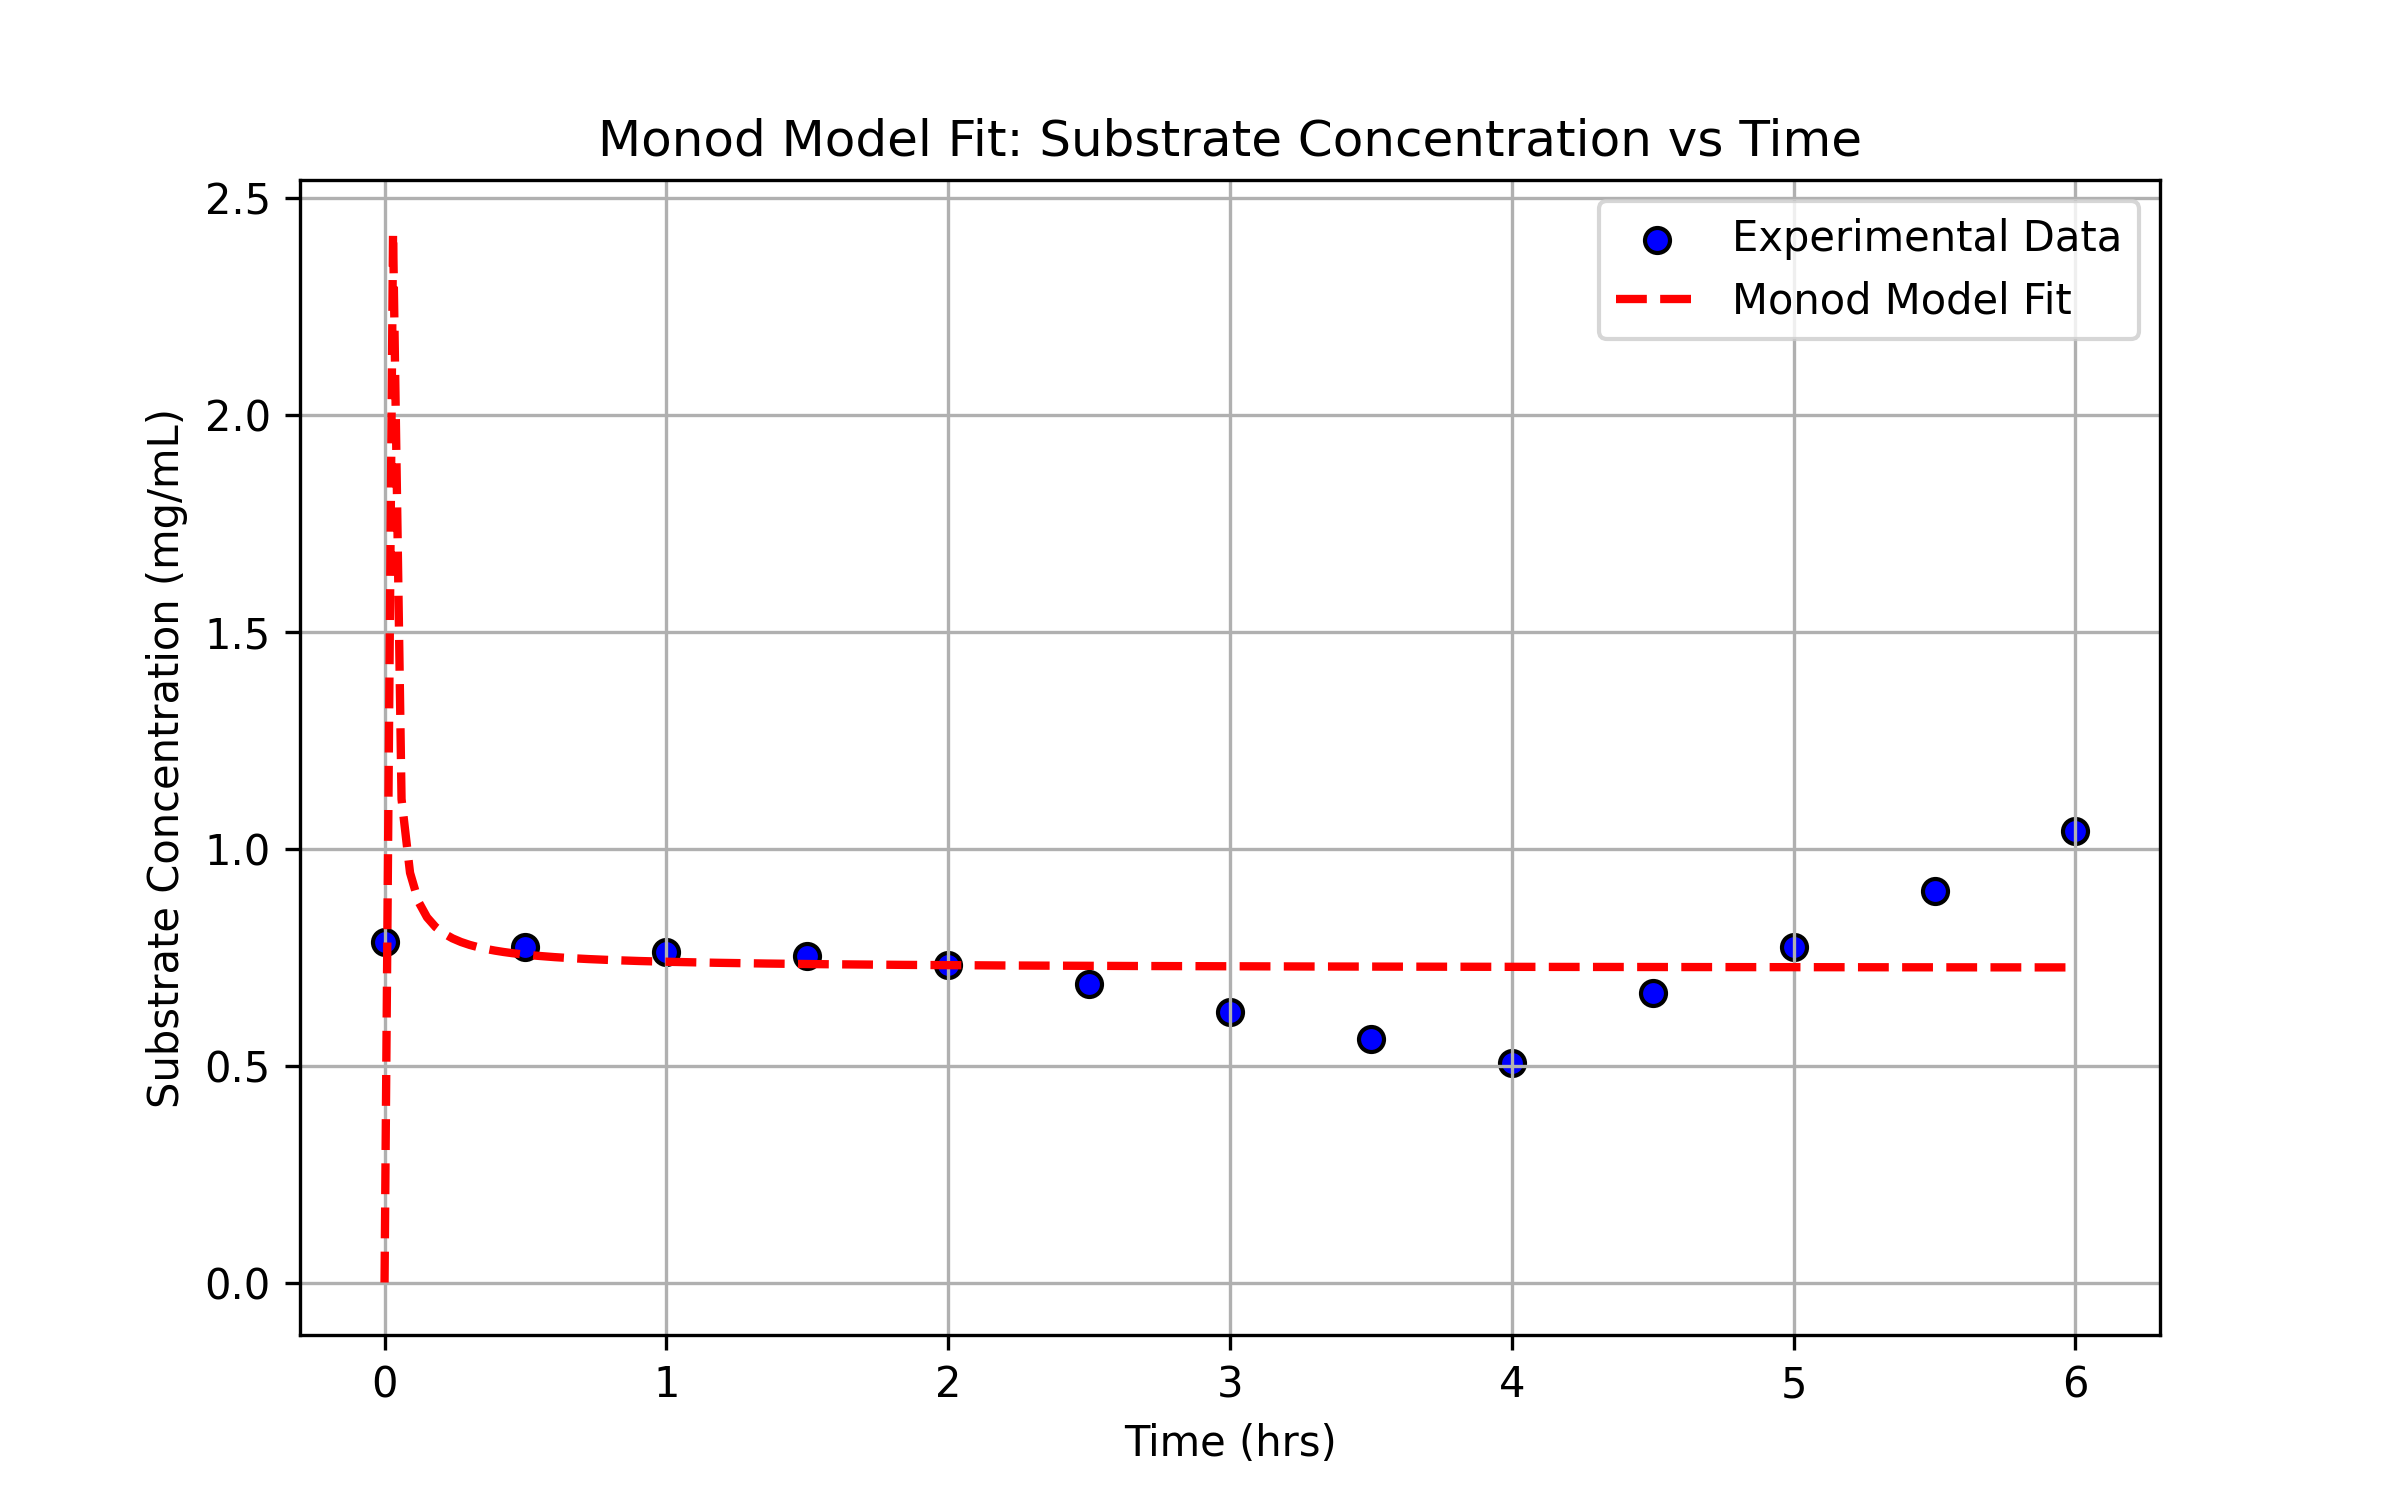 Monod Model Fit: Substrate Concentration vs Time
2.5
2.0
1.5
1.0
0.5
0.0
Substrate Concentration (mg/mL)
Experimental Data
Monod Model Fit
0 1 2 3 4 5 6
Time (hrs)